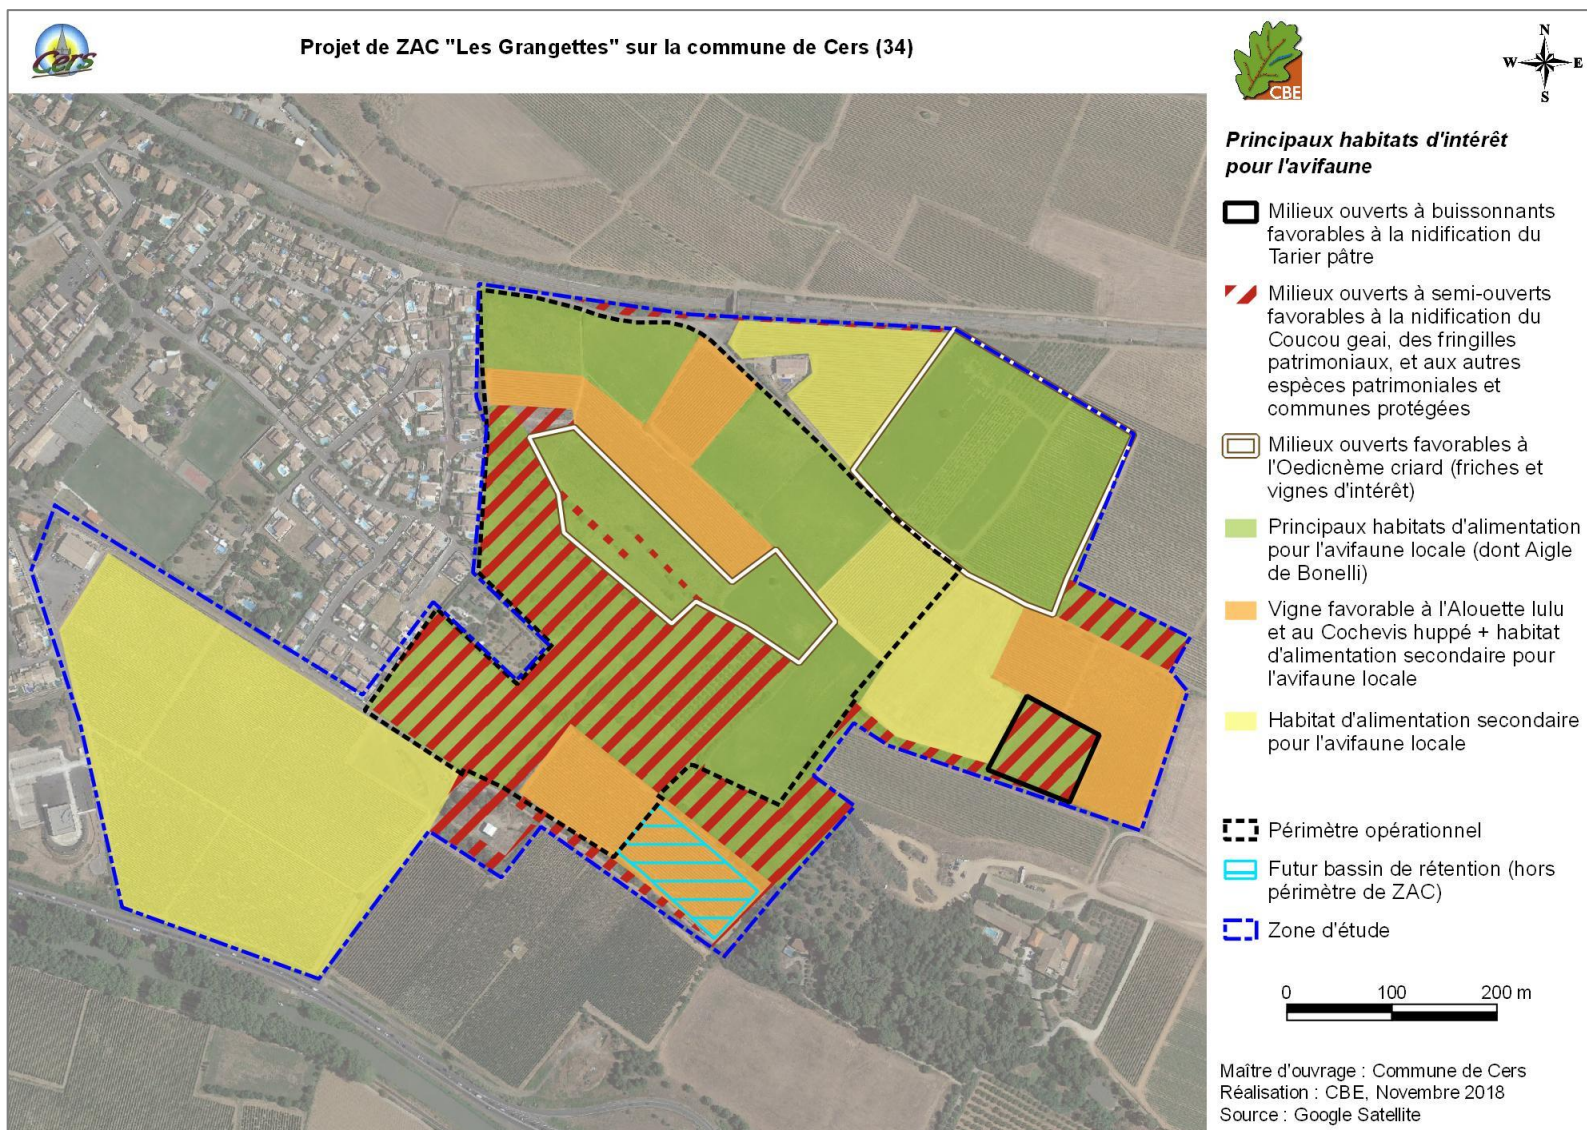 Cers
Projet de ZAC "Les Grangettes" sur la commune de Cers (34)
CBE
N
W
E
S
Principaux habitats d'intérêt
pour l'avifaune
Milieux ouverts à buissonnants
favorables à la nidification du
Tarier pâtre
Milieux ouverts à semi-ouverts
favorables à la nidification du
Coucou geai, des fringilles
patrimoniaux, et aux autres
espèces patrimoniales et
communes protégées
Milieux ouverts favorables à
l'Oedicnème criard (friches et
vignes d'intérêt)
Principaux habitats d'alimentation
pour l'avifaune locale (dont Aigle
de Bonelli)
Vigne favorable à l'Alouette lulu
et au Cochevis huppé + habitat
d'alimentation secondaire pour
l'avifaune locale
Habitat d'alimentation secondaire
pour l'avifaune locale
Périmètre opérationnel
Futur bassin de rétention (hors
périmètre de ZAC)
Zone d'étude
0 100 200 m
Maître d'ouvrage : Commune de Cers
Réalisation : CBE, Novembre 2018
Source : Google Satellite